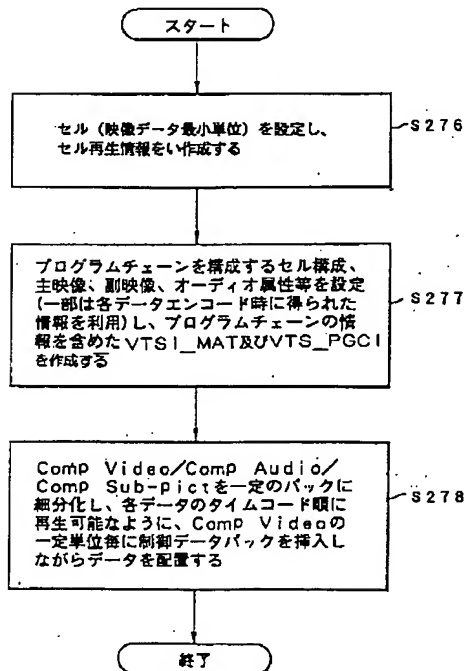 スタート
セル（映像データ最小単位）を設定し、
セル再生情報をい作成する
S276
プログラムチェーンを構成するセル構成、
主映像、副映像、オーディオ属性等を設定
（一部は各データエンコード時に得られた
情報を利用）し、プログラムチェーンの情
報を含めたVTSI_MAT及びVTS_PGCI
を作成する
S277
Comp Video/Comp Audio/
Comp Sub-pictを一定のパックに
細分化し、各データのタイムコード順に
再生可能なように、Comp Videoの
一定単位毎に制御データパックを挿入し
ながらデータを配置する
S278
終了